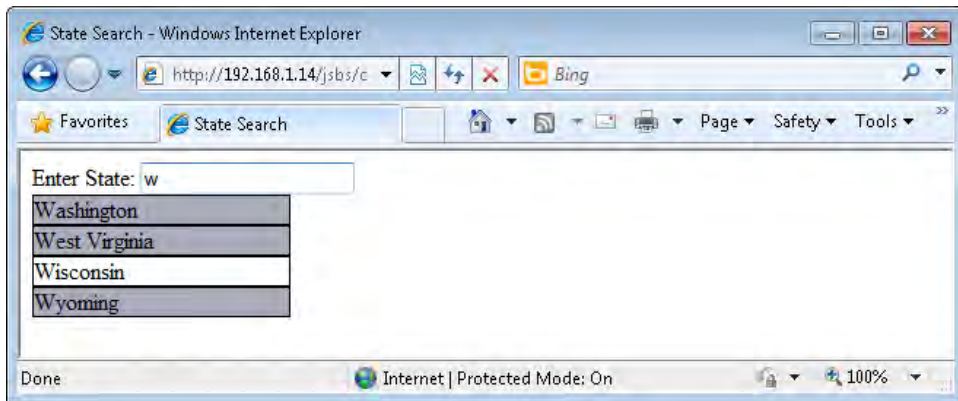 State Search - Windows Internet Explorer
http://192.168.1.14/jsbs/c
Bing
Favorites
State Search
Page
Safety
Tools
Enter State: w
Washington
West Virginia
Wisconsin
Wyoming
Done
Internet | Protected Mode: On
100%